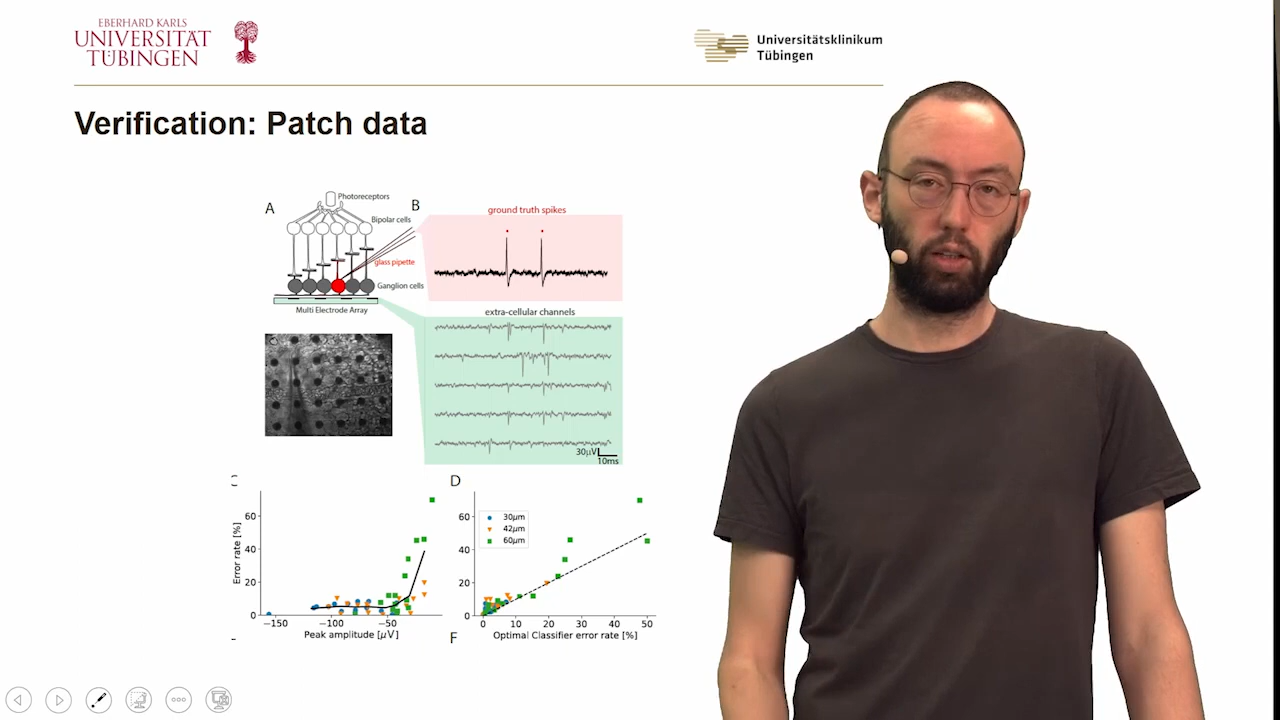 EBERHARD KARLS
UNIVERSITÄT
TÜBINGEN
Universitätsklinikum
Tübingen
Verification: Patch data
A
Photoreceptors
Bipolar cells
glass pipette
Ganglion cells
Multi Electrode Array
B
ground truth spikes
extra-cellular channels
30μV
10ms
C
Error rate [%]
60
40
20
0
−150
−100
−50
Peak amplitude [μV]
D
30μm
42μm
60μm
60
40
20
0
0
10
20
30
40
50
Optimal Classifier error rate [%]
F